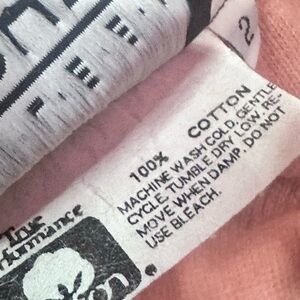 2
100% COTTON
MACHINE WASH COLD, GENTLE
CYCLE, TUMBLE DRY LOW, RE-
MOVE WHEN DAMP. DO NOT
USE BLEACH.